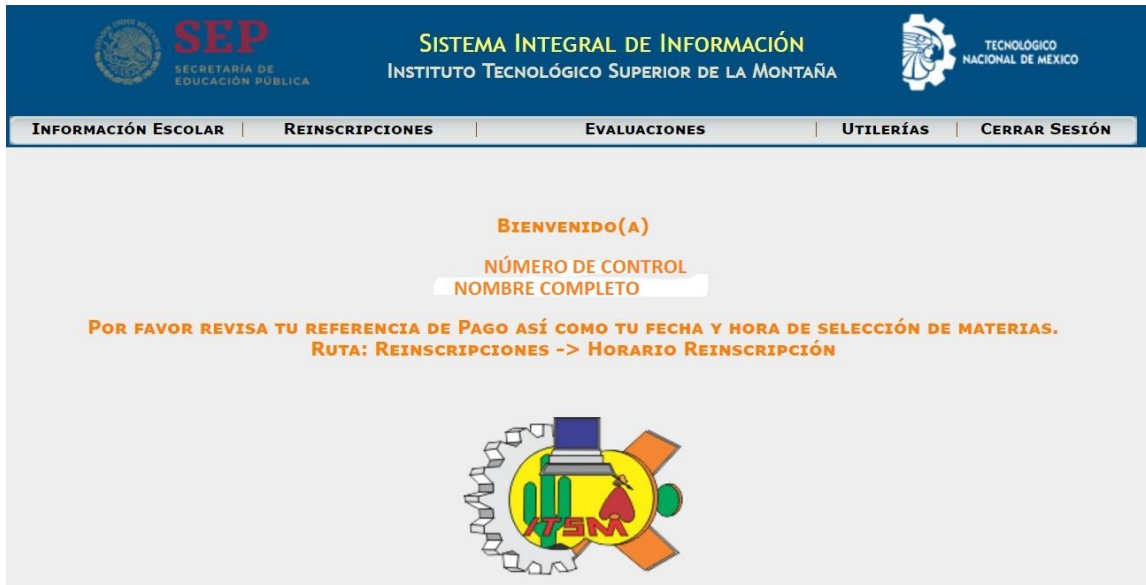 SEP
SECRETARÍA DE
EDUCACIÓN PÚBLICA
SISTEMA INTEGRAL DE INFORMACIÓN
INSTITUTO TECNOLÓGICO SUPERIOR DE LA MONTAÑA
TECNOLÓGICO
NACIONAL DE MÉXICO
INFORMACIÓN ESCOLAR | REINSCRIPCIONES | EVALUACIONES | UTILERÍAS | CERRAR SESIÓN
BIENVENIDO(A)
NÚMERO DE CONTROL
NOMBRE COMPLETO
POR FAVOR REVISA TU REFERENCIA DE PAGO ASÍ COMO TU FECHA Y HORA DE SELECCIÓN DE MATERIAS.
RUTA: REINSCRIPCIONES -> HORARIO REINSCRIPCIÓN
ITSM